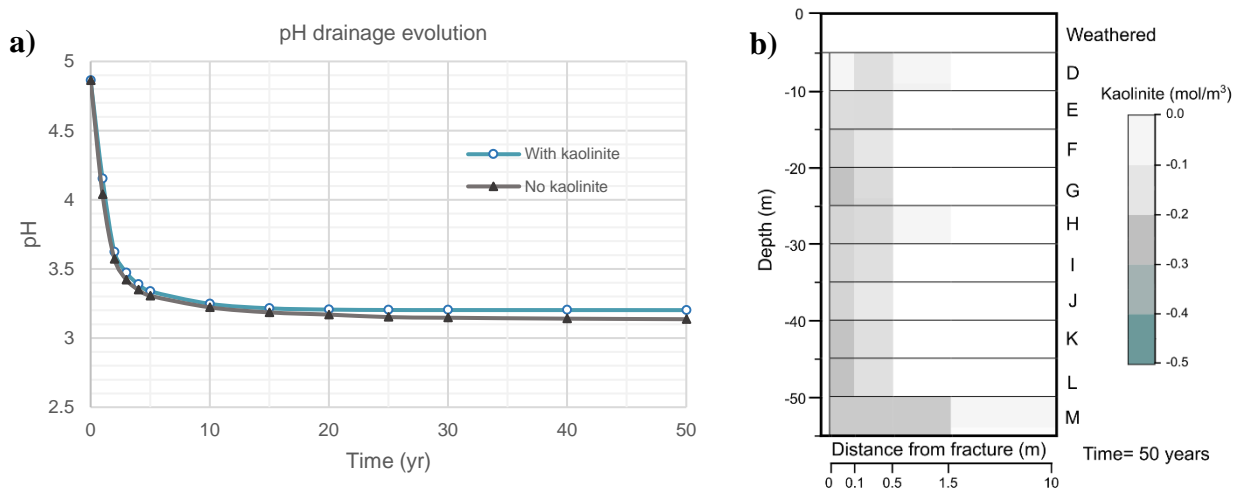 a)
pH drainage evolution
5
4.5
4
3.5
3
2.5
pH
With kaolinite
No kaolinite
0 10 20 30 40 50
Time (yr)
b)
0
-10
-20
-30
-40
-50
Depth (m)
Weathered
D
E
F
G
H
I
J
K
L
M
Distance from fracture (m)
0 0.1 0.5 1.5 10
Kaolinite (mol/m³)
0.0
-0.1
-0.2
-0.3
-0.4
-0.5
Time= 50 years